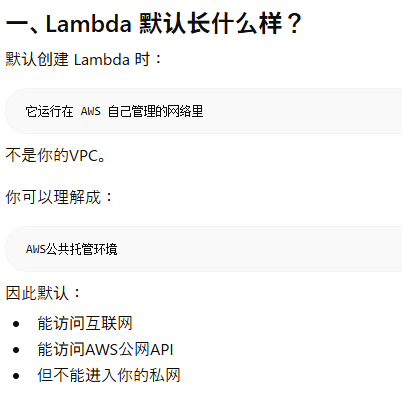 一、Lambda 默认长什么样？
默认创建 Lambda 时：
它运行在 AWS 自己管理的网络里
不是你的VPC。
你可以理解成：
AWS公共托管环境
因此默认：
• 能访问互联网
• 能访问AWS公网API
• 但不能进入你的私网